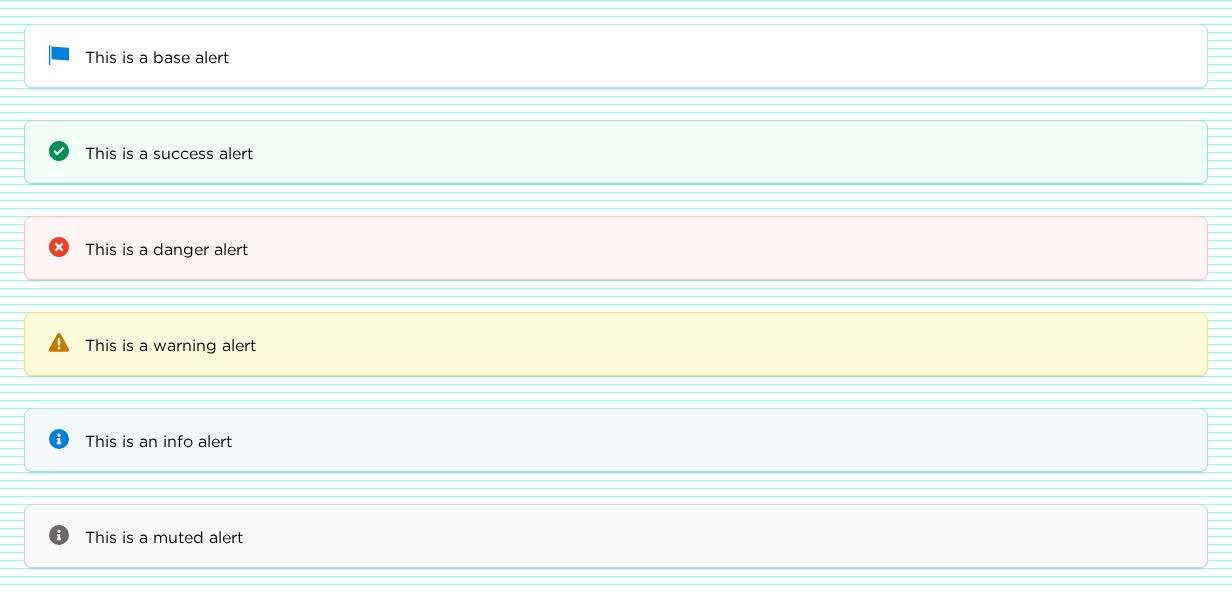 This is a base alert
This is a success alert
This is a danger alert
This is a warning alert
This is an info alert
This is a muted alert